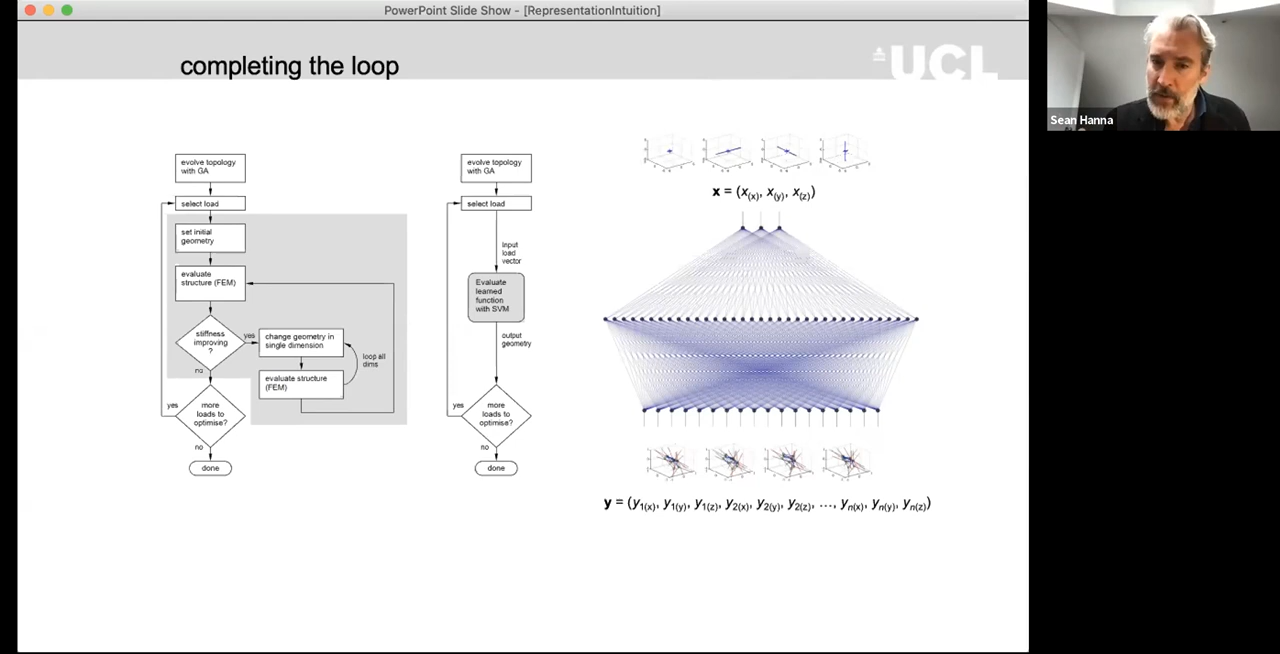 PowerPoint Slide Show - [RepresentationIntuition]
completing the loop
UCL
Sean Hanna
evolve topology
with GA
select load
set initial
geometry
evaluate
structure (FEM)
stiffness
improving
?
yes
no
change geometry in
single dimension
loop all
dims
evaluate structure
(FEM)
more
loads to
optimise?
yes
no
done
evolve topology
with GA
select load
Input
load
vector
Evaluate
learned
function
with SVM
output
geometry
more
loads to
optimise?
yes
no
done
x = (x(x), x(y), x(z))
y = (y1(x), y1(y), y1(z), y2(x), y2(y), y2(z), ..., yn(x), yn(y), yn(z))